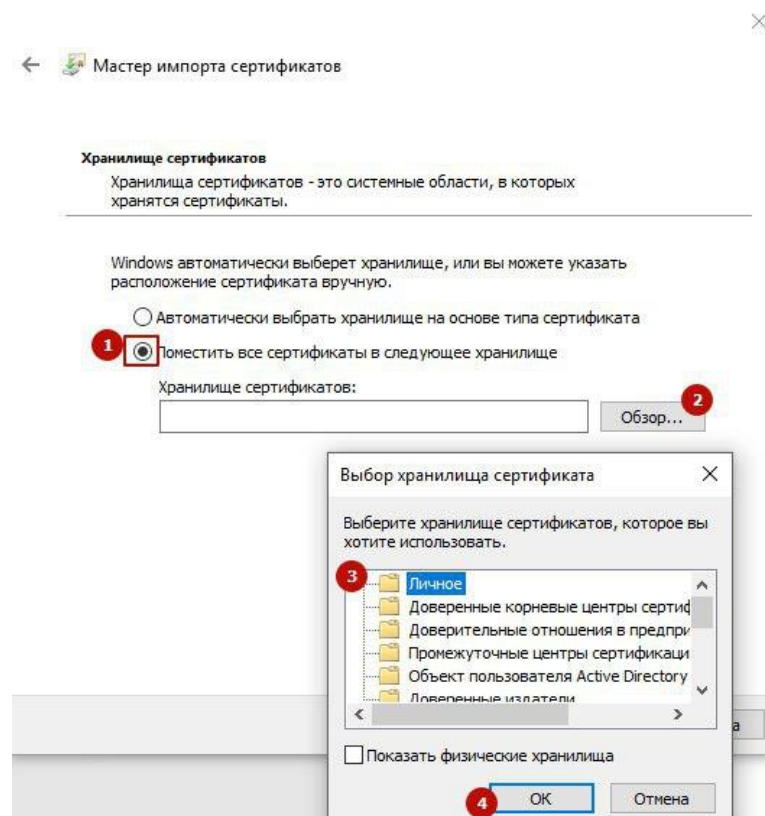 Мастер импорта сертификатов
Хранилище сертификатов
Хранилища сертификатов - это системные области, в которых
хранятся сертификаты.
Windows автоматически выберет хранилище, или вы можете указать
расположение сертификата вручную.
Автоматически выбрать хранилище на основе типа сертификата
1 Поместить все сертификаты в следующее хранилище
Хранилище сертификатов:
2
Обзор...
Выбор хранилища сертификата
Выберите хранилище сертификатов, которое вы
хотите использовать.
3 Личное
Доверенные корневые центры сертиф
Доверительные отношения в предпри
Промежуточные центры сертификаци
Объект пользователя Active Directory
Доверенные издатели
а
Показать физические хранилища
4 ОК Отмена